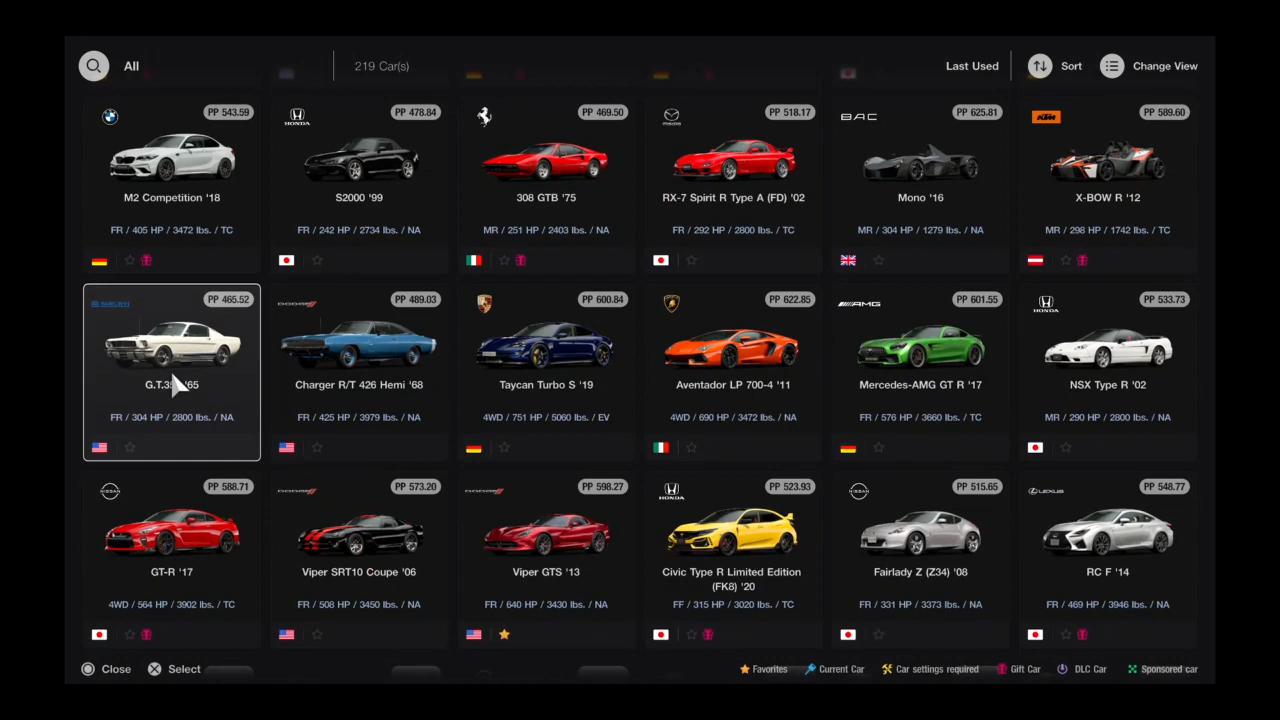 All
219 Car(s)
Last Used
Sort
Change View
PP 543.59
HONDA
PP 478.84
PP 469.50
mazda
PP 518.17
BAC
PP 625.81
KTM
PP 589.60
M2 Competition '18
S2000 '99
308 GTB '75
RX-7 Spirit R Type A (FD) '02
Mono '16
X-BOW R '12
FR / 405 HP / 3472 lbs. / TC
FR / 242 HP / 2734 lbs. / NA
MR / 251 HP / 2403 lbs. / NA
FR / 292 HP / 2800 lbs. / TC
MR / 304 HP / 1279 lbs. / NA
MR / 298 HP / 1742 lbs. / TC
SHELBY
PP 465.52
DODGE
PP 489.03
PP 600.84
PP 622.85
AMG
PP 601.55
HONDA
PP 533.73
G.T.35 '65
Charger R/T 426 Hemi '68
Taycan Turbo S '19
Aventador LP 700-4 '11
Mercedes-AMG GT R '17
NSX Type R '02
FR / 304 HP / 2800 lbs. / NA
FR / 425 HP / 3979 lbs. / NA
4WD / 751 HP / 5060 lbs. / EV
4WD / 690 HP / 3472 lbs. / NA
FR / 576 HP / 3660 lbs. / TC
MR / 290 HP / 2800 lbs. / NA
NISSAN
PP 588.71
DODGE
PP 573.20
DODGE
PP 598.27
HONDA
PP 523.93
NISSAN
PP 515.65
LEXUS
PP 548.77
GT-R '17
Viper SRT10 Coupe '06
Viper GTS '13
Civic Type R Limited Edition
(FK8) '20
Fairlady Z (Z34) '08
RC F '14
4WD / 564 HP / 3902 lbs. / TC
FR / 508 HP / 3450 lbs. / NA
FR / 640 HP / 3430 lbs. / NA
FF / 315 HP / 3020 lbs. / TC
FR / 331 HP / 3373 lbs. / NA
FR / 469 HP / 3946 lbs. / NA
Close
Select
Favorites
Current Car
Car settings required
Gift Car
DLC Car
Sponsored car